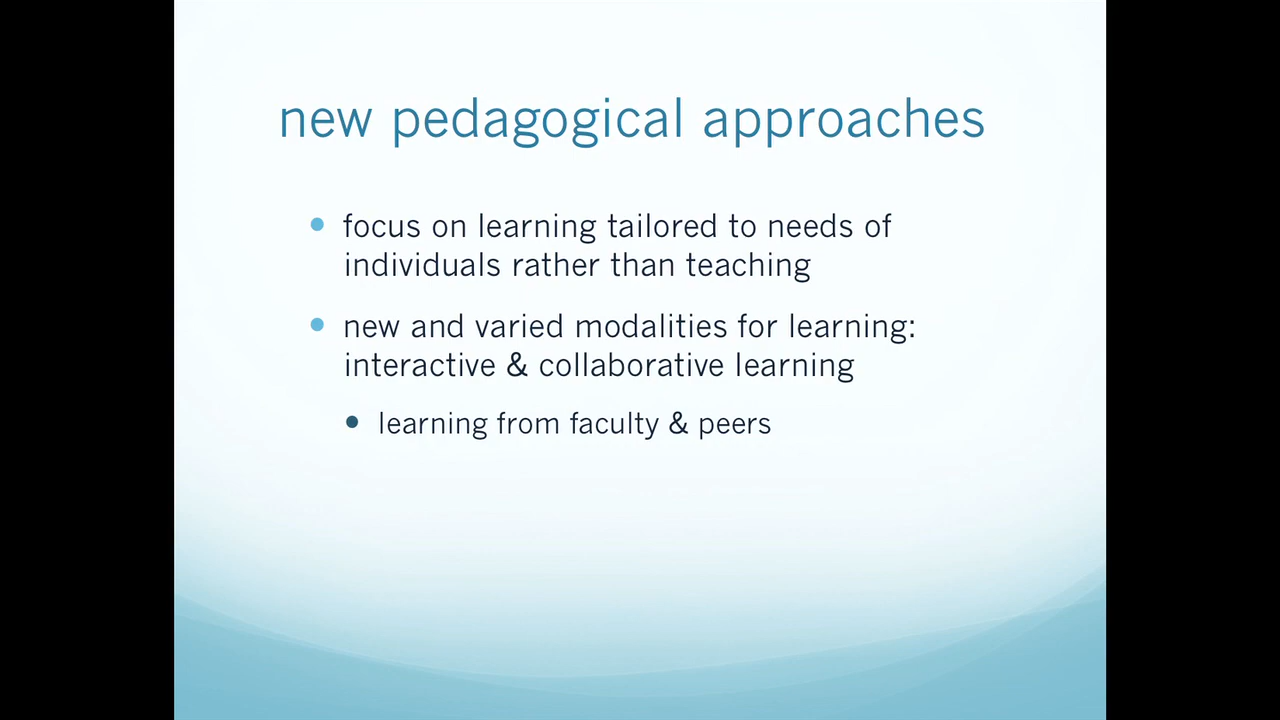 new pedagogical approaches
• focus on learning tailored to needs of
individuals rather than teaching
• new and varied modalities for learning:
interactive & collaborative learning
• learning from faculty & peers